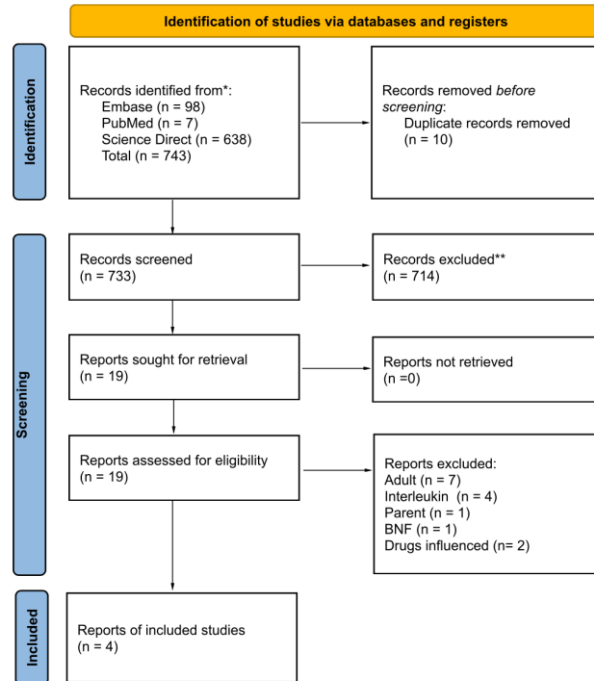 Identification of studies via databases and registers
Identification
Records identified from*:
Embase (n = 98)
PubMed (n = 7)
Science Direct (n = 638)
Total (n = 743)
Records removed before
screening:
Duplicate records removed
(n = 10)
Screening
Records screened
(n = 733)
Records excluded**
(n = 714)
Reports sought for retrieval
(n = 19)
Reports not retrieved
(n =0)
Reports assessed for eligibility
(n = 19)
Reports excluded:
Adult (n = 7)
Interleukin (n = 4)
Parent (n = 1)
BNF (n = 1)
Drugs influenced (n= 2)
Included
Reports of included studies
(n = 4)